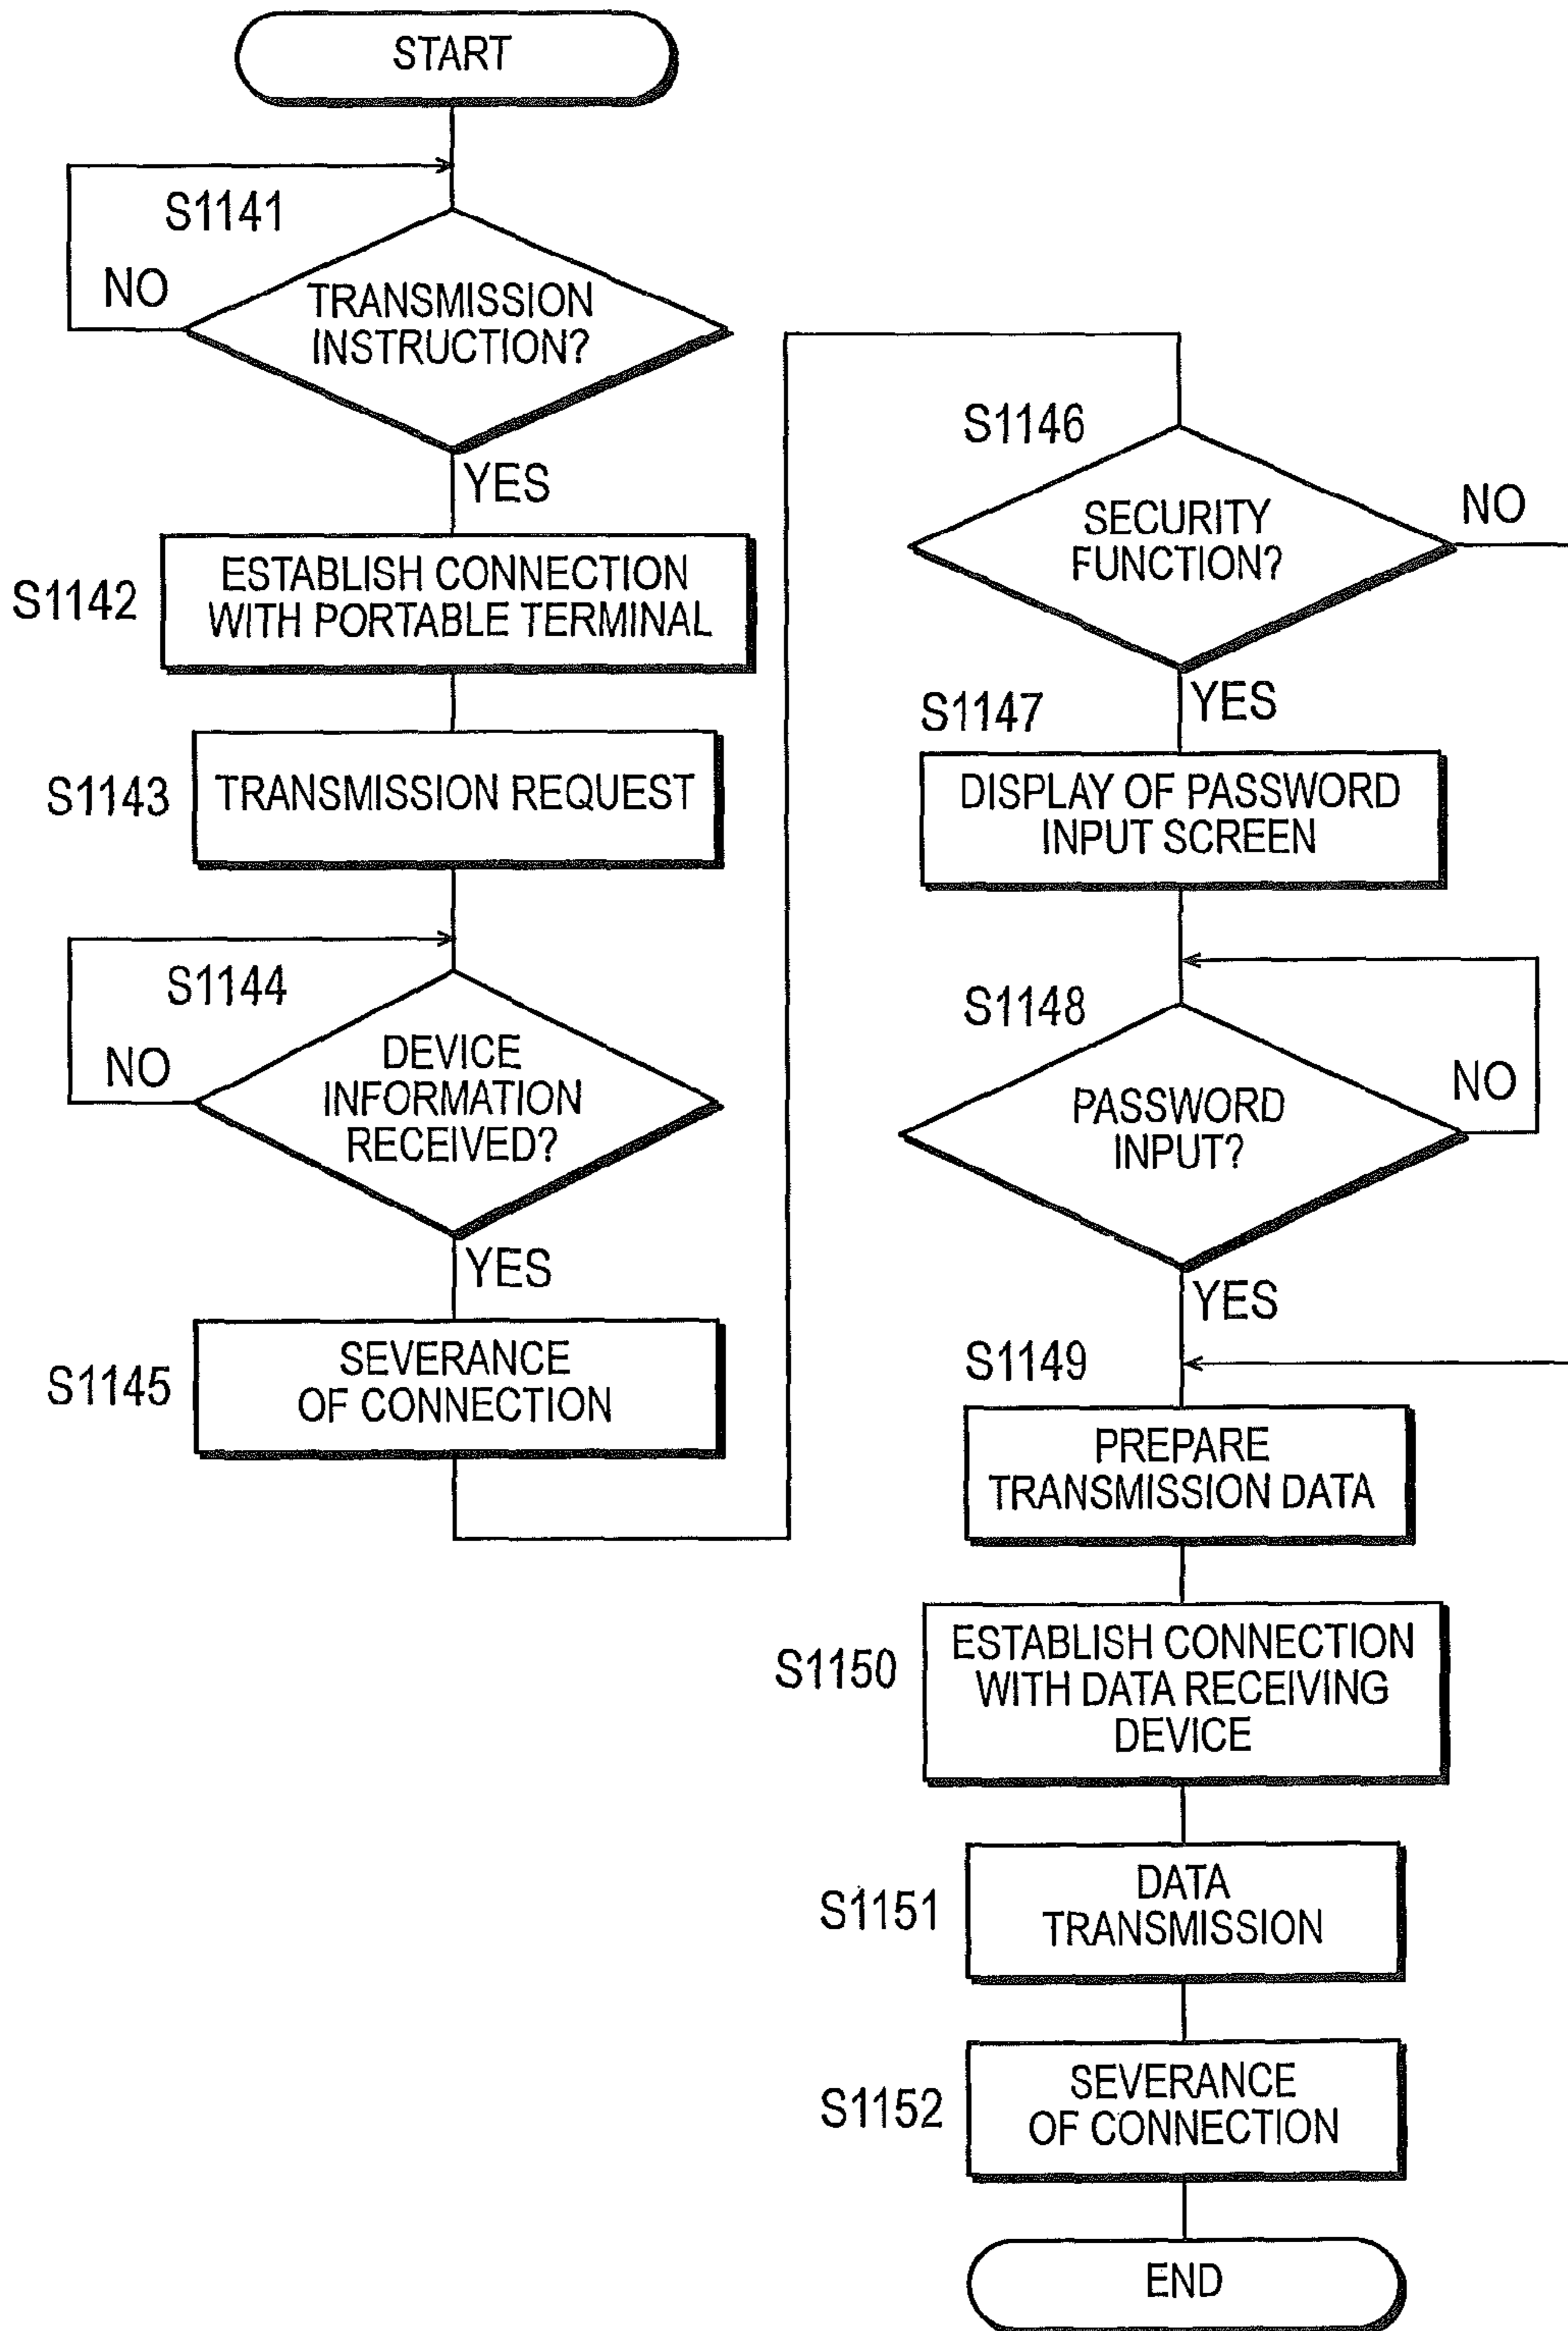 START
S1141
NO
TRANSMISSION
INSTRUCTION?
YES
S1142
ESTABLISH CONNECTION
WITH PORTABLE TERMINAL
S1143
TRANSMISSION REQUEST
S1144
NO
DEVICE
INFORMATION
RECEIVED?
YES
S1145
SEVERANCE
OF CONNECTION
S1146
SECURITY
FUNCTION?
NO
YES
S1147
DISPLAY OF PASSWORD
INPUT SCREEN
S1148
PASSWORD
INPUT?
NO
YES
S1149
PREPARE
TRANSMISSION DATA
S1150
ESTABLISH CONNECTION
WITH DATA RECEIVING
DEVICE
S1151
DATA
TRANSMISSION
S1152
SEVERANCE
OF CONNECTION
END